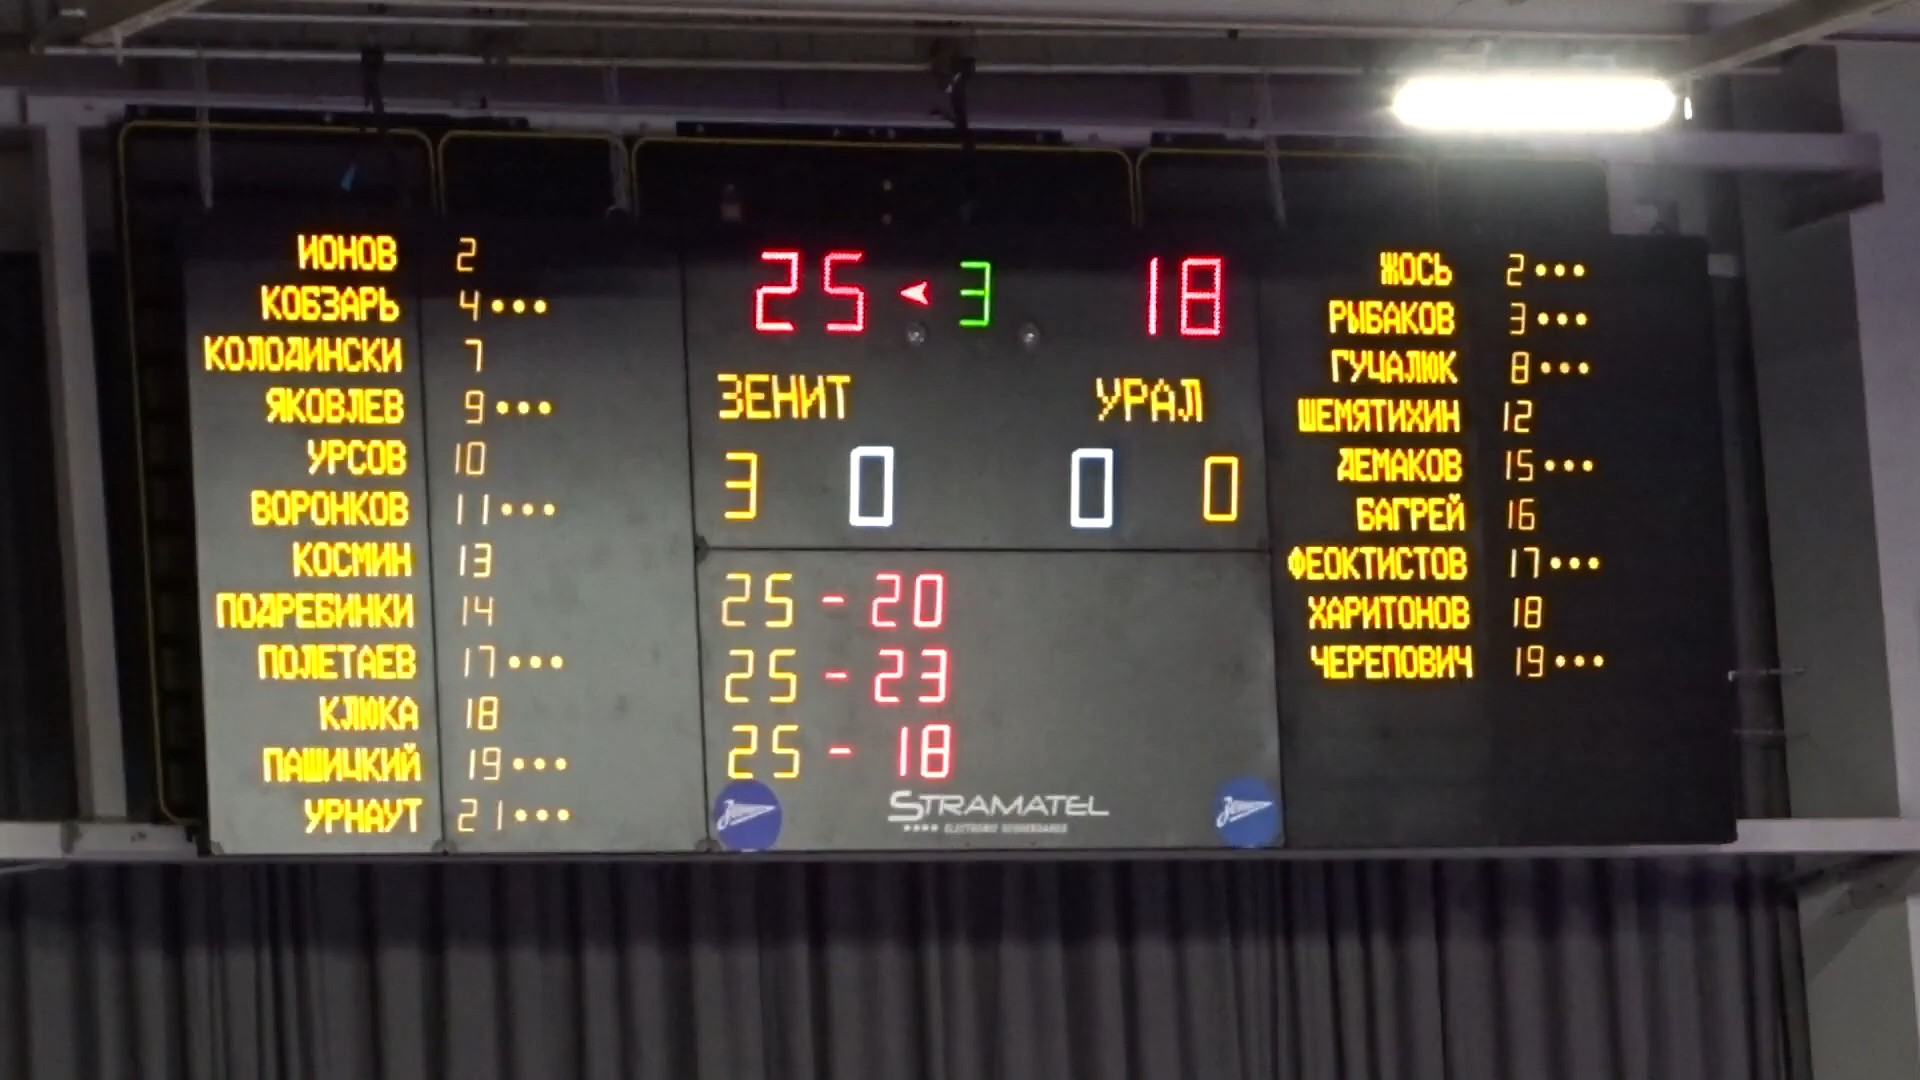 ИОНОВ 2
КОБЗАРЬ 4•••
КОЛОДИНСКИ 7
ЯКОВЛЕВ 9•••
УРСОВ 10
ВОРОНКОВ 11•••
КОСМИН 13
ПОДРЕБИНКИ 14
ПОЛЕТАЕВ 17•••
КЛЮКА 18
ПАШИЦКИЙ 19•••
УРНАУТ 21•••
25 3 18
ЗЕНИТ УРАЛ
3 0 0 0
25 - 20
25 - 23
25 - 18
STRAMATEL
ЖОСЬ 2•••
РЫБАКОВ 3•••
ГУЦАЛЮК 8•••
ШЕМЯТИХИН 12
ДЕМАКОВ 15•••
БАГРЕЙ 16
ФЕОКТИСТОВ 17•••
ХАРИТОНОВ 18
ЧЕРЕПОВИЧ 19•••